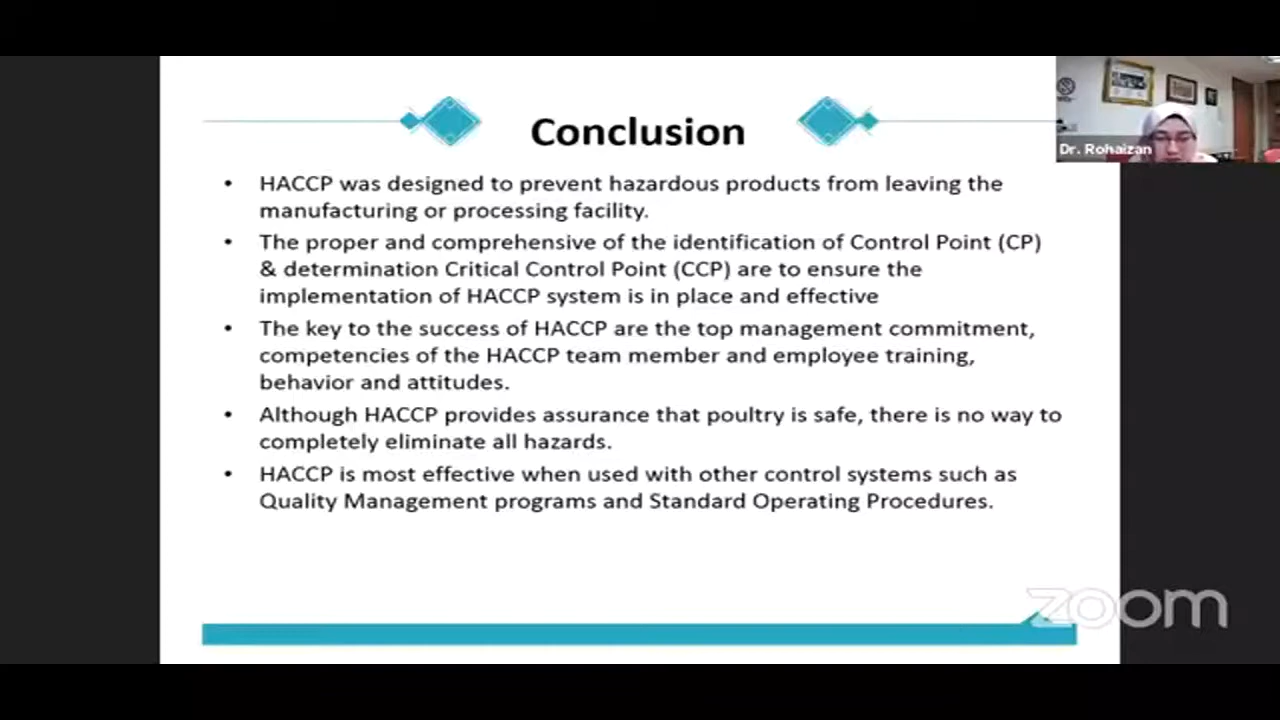 Conclusion
Dr. Rohaizan
• HACCP was designed to prevent hazardous products from leaving the
manufacturing or processing facility.
• The proper and comprehensive of the identification of Control Point (CP)
& determination Critical Control Point (CCP) are to ensure the
implementation of HACCP system is in place and effective
• The key to the success of HACCP are the top management commitment,
competencies of the HACCP team member and employee training,
behavior and attitudes.
• Although HACCP provides assurance that poultry is safe, there is no way to
completely eliminate all hazards.
• HACCP is most effective when used with other control systems such as
Quality Management programs and Standard Operating Procedures.
zoom